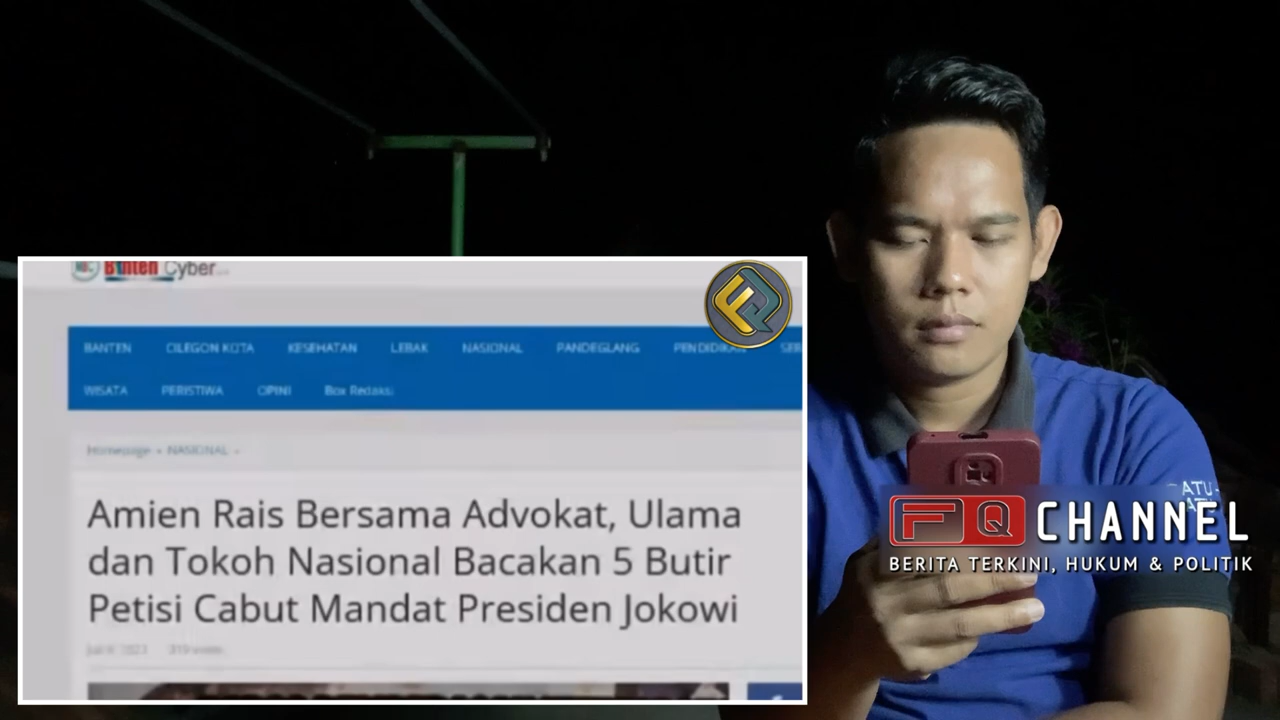 Banten Cyber
BANTEN CILEGON KOTA KESEHATAN LEBAK NASIONAL PANDEGLANG PENDIDIKAN
WISATA PERISTIWA OPINI Box Redaksi
Homepage NASIONAL
Amien Rais Bersama Advokat, Ulama
dan Tokoh Nasional Bacakan 5 Butir
Petisi Cabut Mandat Presiden Jokowi
FQ CHANNEL
BERITA TERKINI, HUKUM & POLITIK